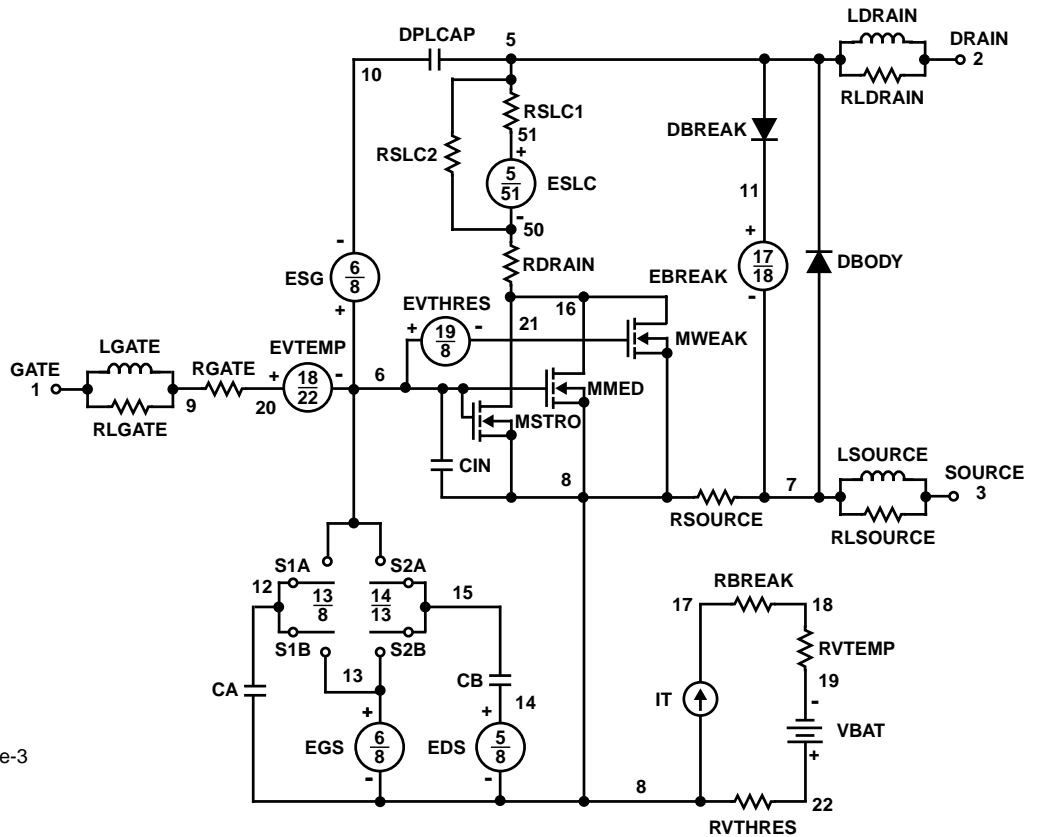 LDRAIN
DPLCAP
5
DRAIN
2
10
RLDRAIN
RSLC1
51
+
DBREAK
RSLC2
5
51
ESLC
11
-
50
-
+
RDRAIN
17
18
EBREAK
DBODY
6
8
ESG
-
16
EVTHRES
+
21
+
19
8
-
MWEAK
LGATE
EVTEMP
GATE
1
RGATE
+
18
22
-
6
MMED
9
20
MSTRO
RLGATE
LSOURCE
CIN
8
7
SOURCE
3
RSOURCE
RLSOURCE
S1A
S2A
12
13
8
14
13
15
RBREAK
17
18
S1B
S2B
RVTEMP
13
CB
CA
19
14
IT
-
+
+
VBAT
EGS
6
8
EDS
5
8
e-3
+
-
-
8
22
RVTHRES